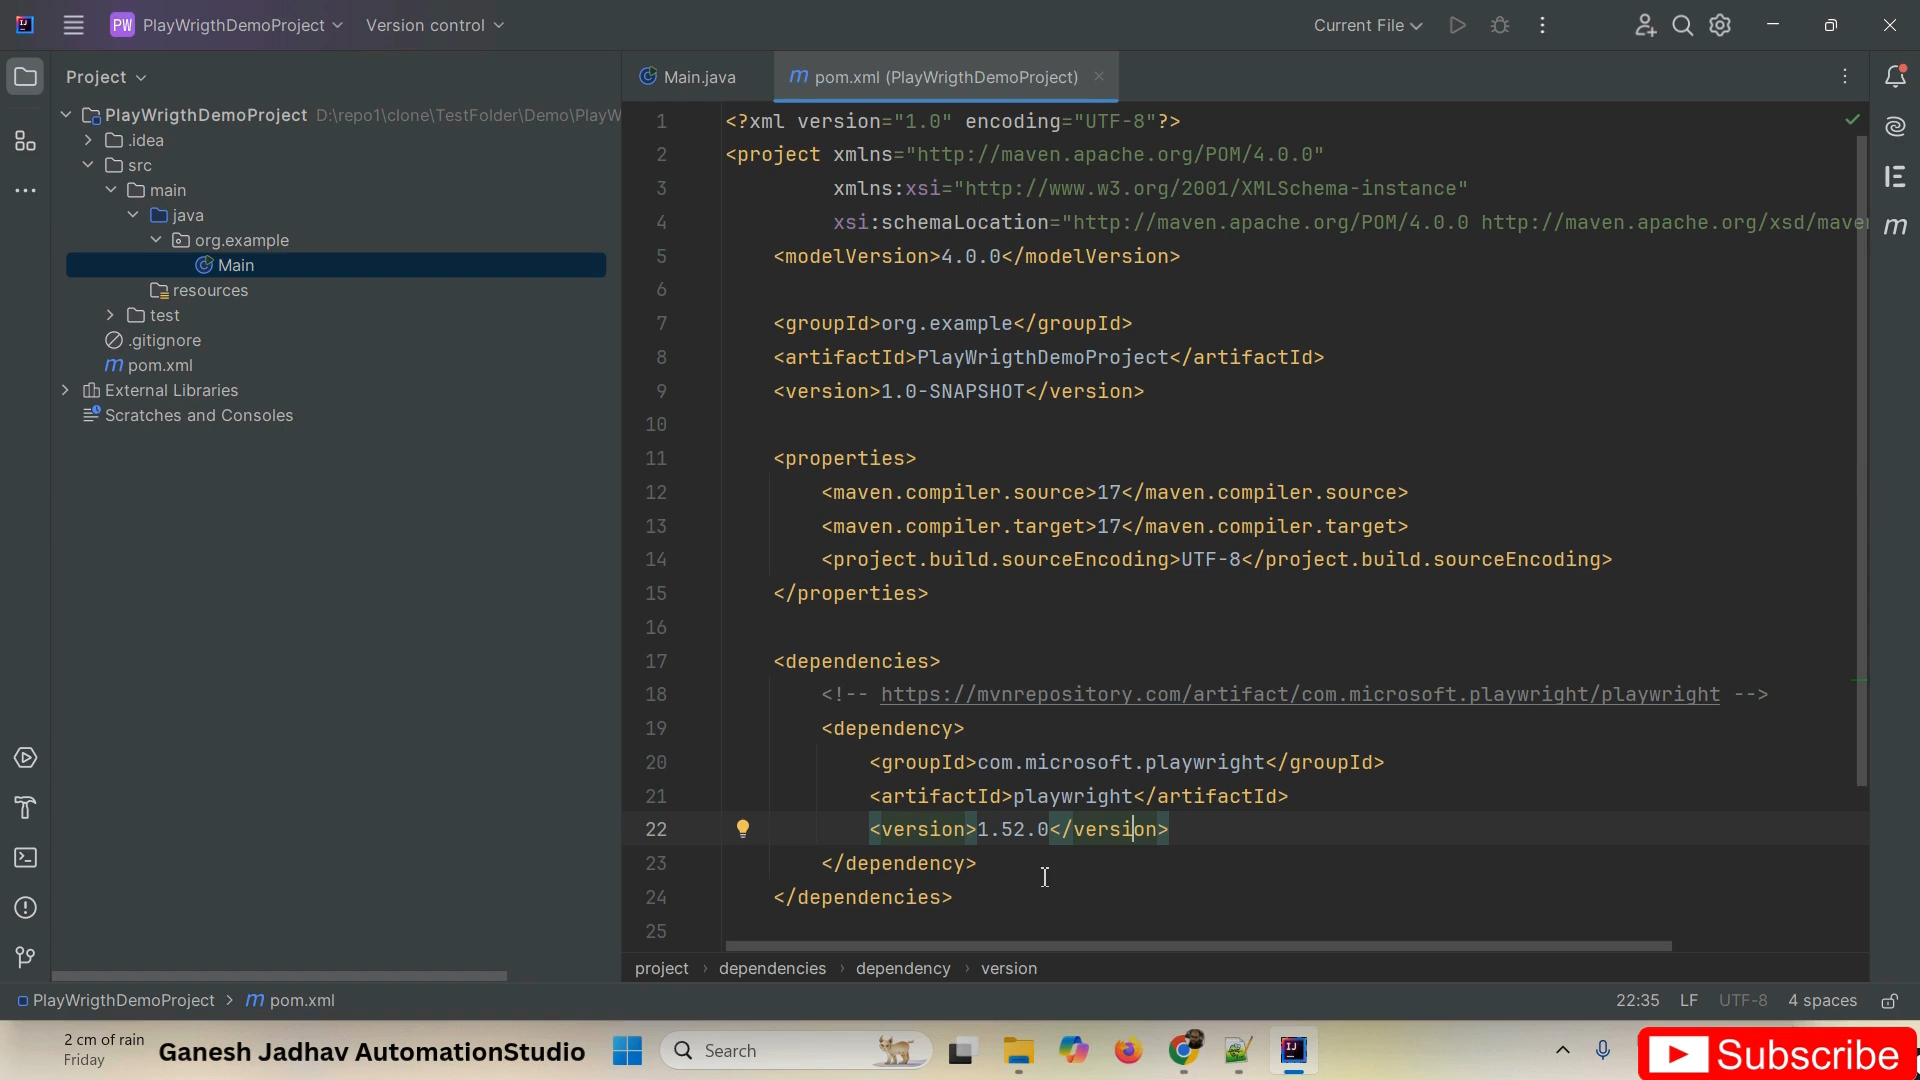 PW PlayWrigthDemoProject Version control Current File
Project
Main.java
pom.xml (PlayWrigthDemoProject)
PlayWrigthDemoProject D:\repo1\clone\TestFolder\Demo\PlayW
.idea
src
main
java
org.example
Main
resources
test
.gitignore
pom.xml
External Libraries
Scratches and Consoles
1 <?xml version="1.0" encoding="UTF-8"?>
2 <project xmlns="http://maven.apache.org/POM/4.0.0"
3 xmlns:xsi="http://www.w3.org/2001/XMLSchema-instance"
4 xsi:schemaLocation="http://maven.apache.org/POM/4.0.0 http://maven.apache.org/xsd/mave
5 <modelVersion>4.0.0</modelVersion>
6
7 <groupId>org.example</groupId>
8 <artifactId>PlayWrigthDemoProject</artifactId>
9 <version>1.0-SNAPSHOT</version>
10
11 <properties>
12 <maven.compiler.source>17</maven.compiler.source>
13 <maven.compiler.target>17</maven.compiler.target>
14 <project.build.sourceEncoding>UTF-8</project.build.sourceEncoding>
15 </properties>
16
17 <dependencies>
18 <!-- https://mvnrepository.com/artifact/com.microsoft.playwright/playwright -->
19 <dependency>
20 <groupId>com.microsoft.playwright</groupId>
21 <artifactId>playwright</artifactId>
22 <version>1.52.0</version>
23 </dependency>
24 </dependencies>
25
project > dependencies > dependency > version
PlayWrigthDemoProject > pom.xml
22:35 LF UTF-8 4 spaces
2 cm of rain
Friday
Ganesh Jadhav AutomationStudio
Search
Subscribe